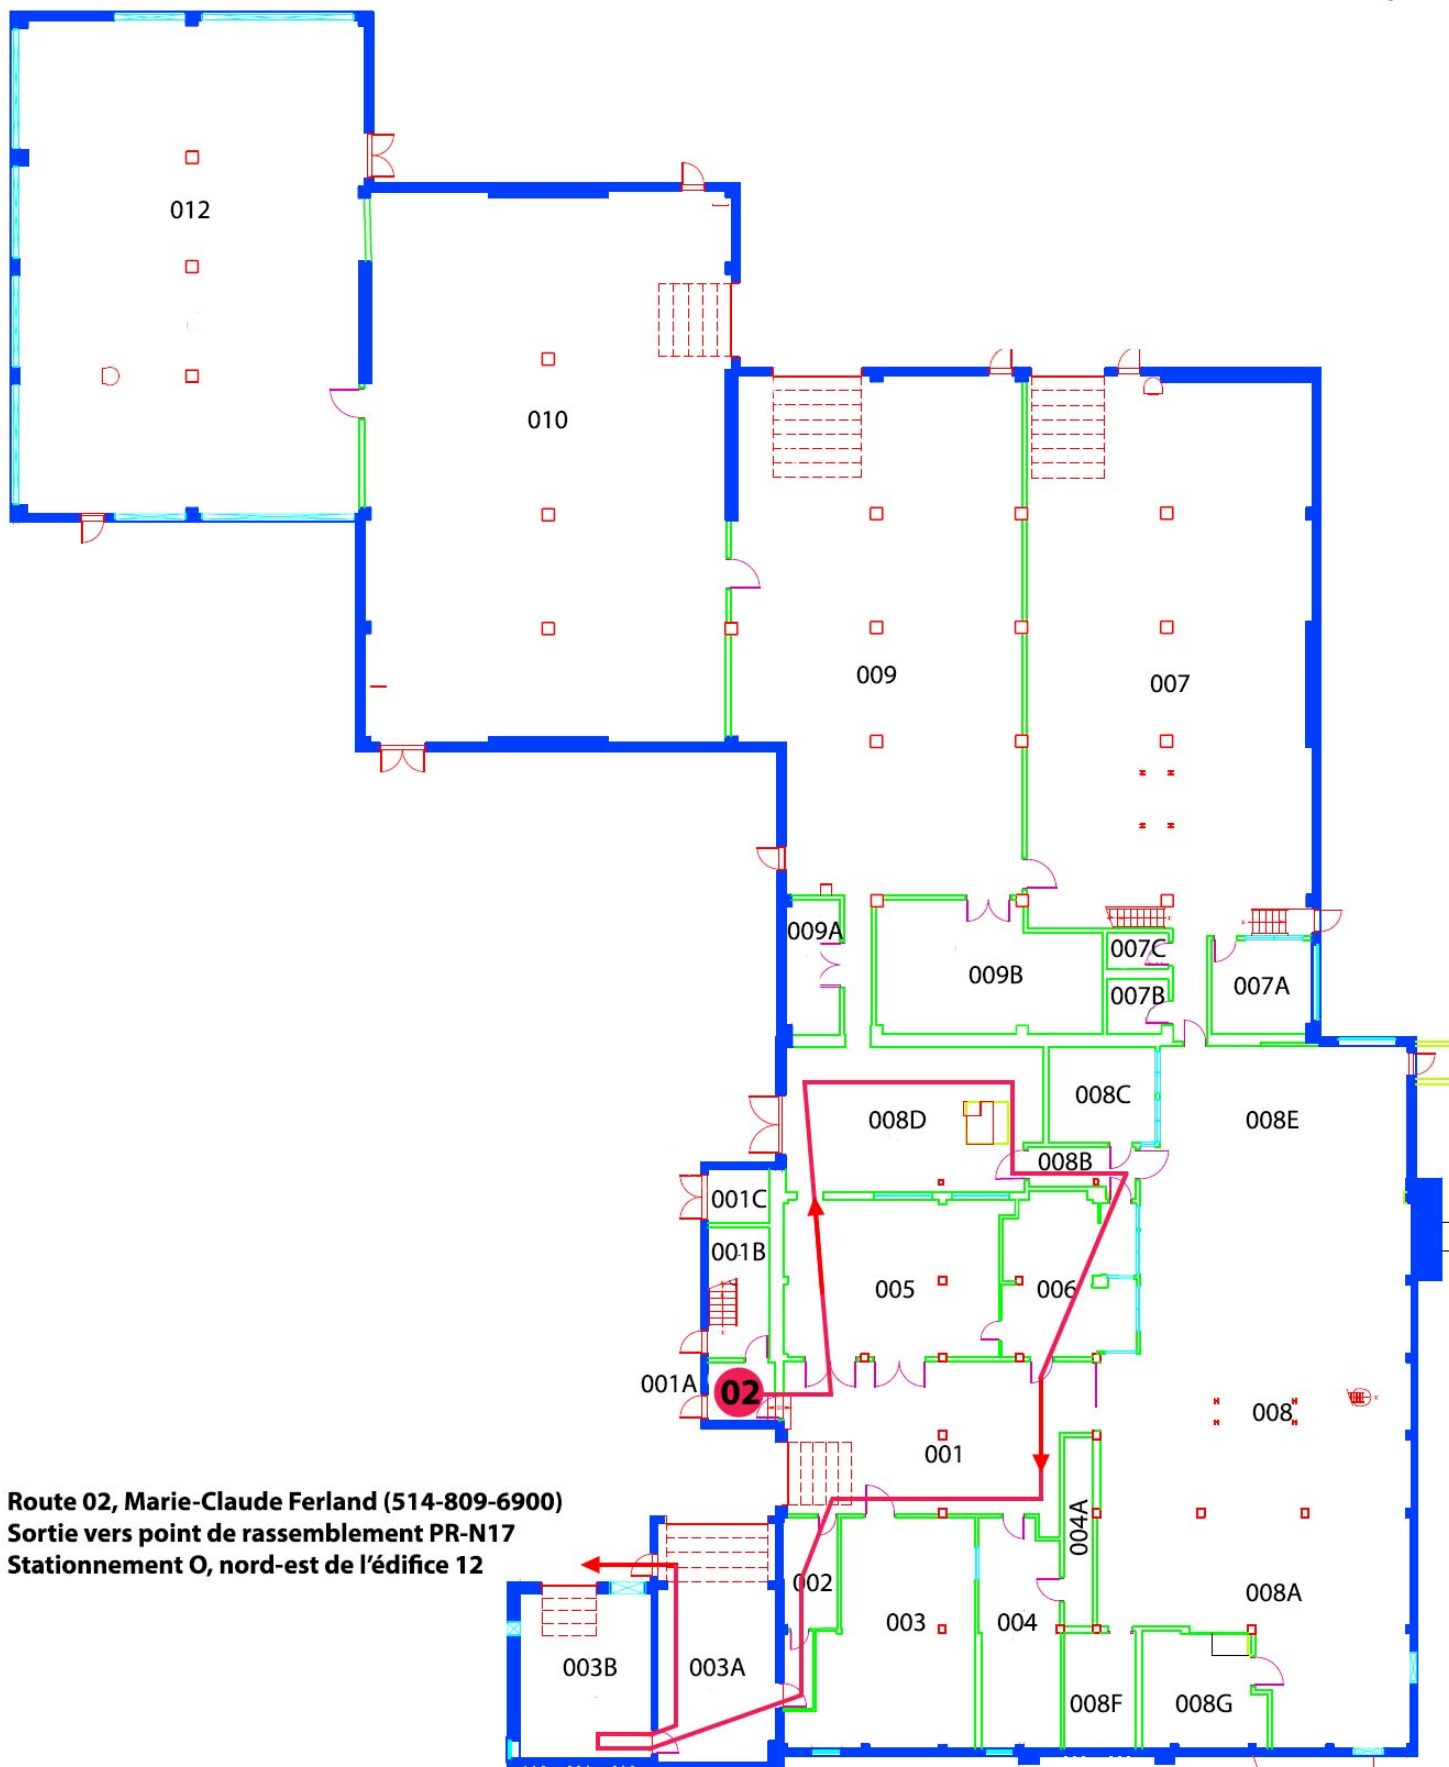 012
010
009
007
009A
009B
007C
007B
007A
008C
008D
008E
008B
001C
001B
005
006
001A
02
008
001
Route 02, Marie-Claude Ferland (514-809-6900)
Sortie vers point de rassemblement PR-N17
Stationnement O, nord-est de l'édifice 12
004A
002
003
004
008A
003B
003A
008F
008G